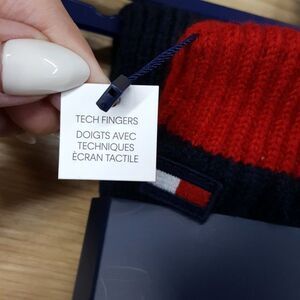 TECH FINGERS
DOIGTS AVEC
TECHNIQUES
ÉCRAN TACTILE